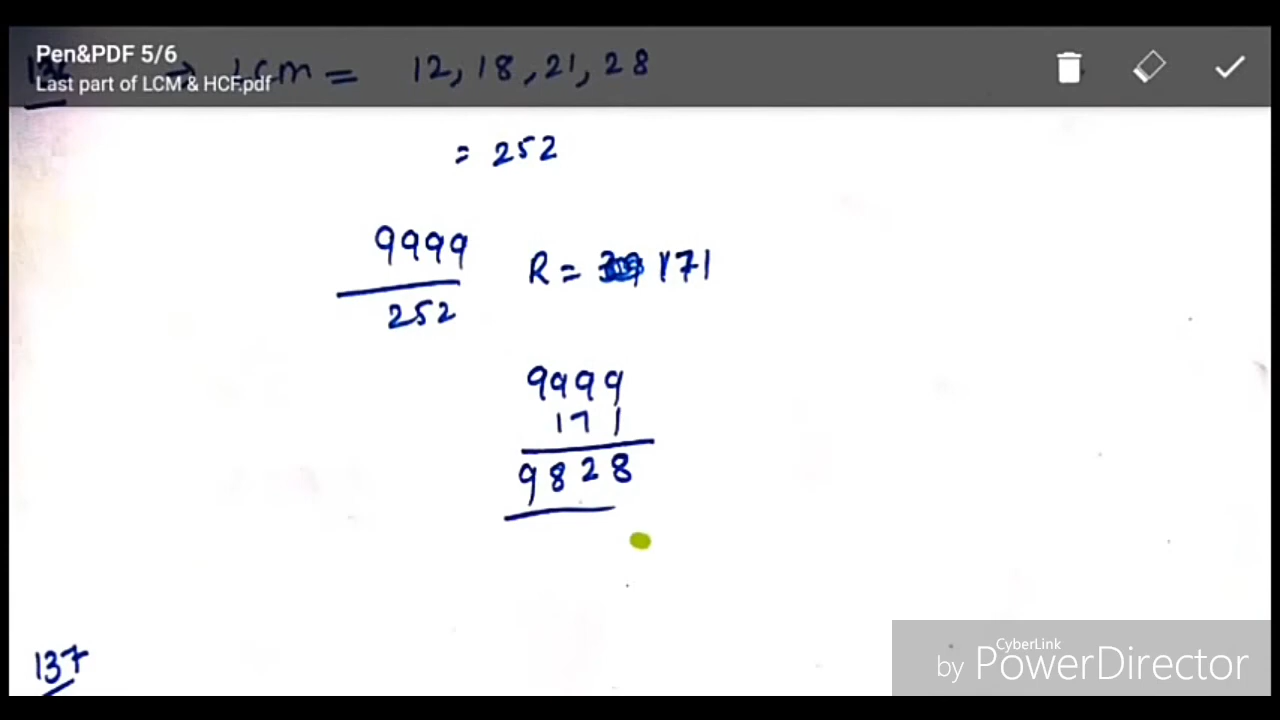 Pen&PDF 5/6
Last part of LCM & HCF.pdf
LCM = 12, 18, 21, 28
= 252
9999
252
R = 171
9999
171
9828
137
CyberLink
by PowerDirector